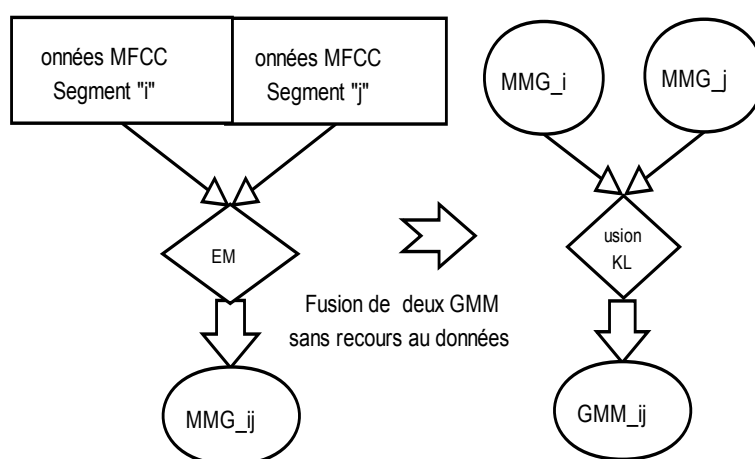 onnées MFCC
Segment "i"
onnées MFCC
Segment "j"
EM
MMG_ij
Fusion de deux GMM
sans recours au données
MMG_i
MMG_j
usion
KL
GMM_ij